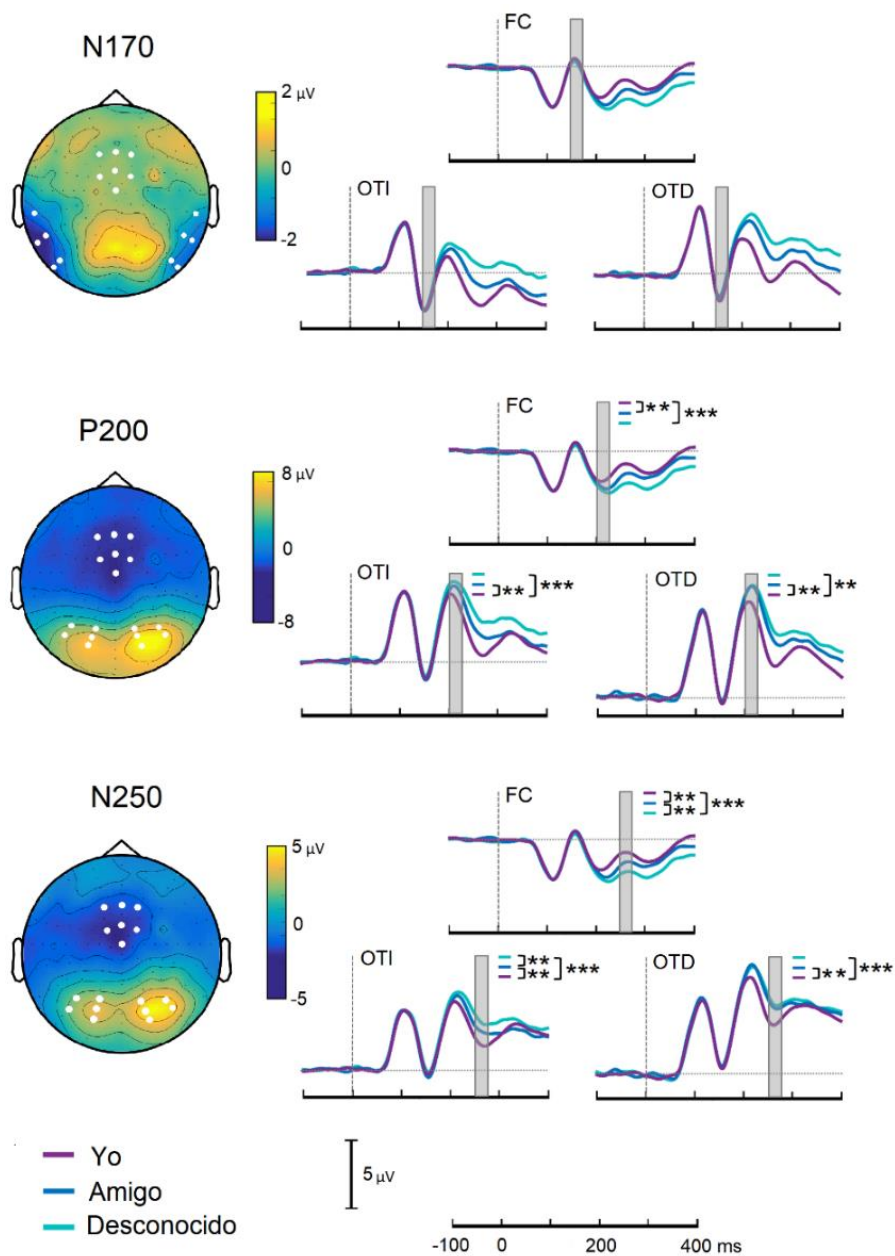 N170
2 µV
0
-2
FC
OTI
OTD
P200
8 µV
0
-8
FC
** ***
OTI
** ***
OTD
** **
N250
5 µV
0
-5
FC
** ***
**
OTI
** ***
**
OTD
** ***
Yo
Amigo
Desconocido
5 µV
-100 0 200 400 ms